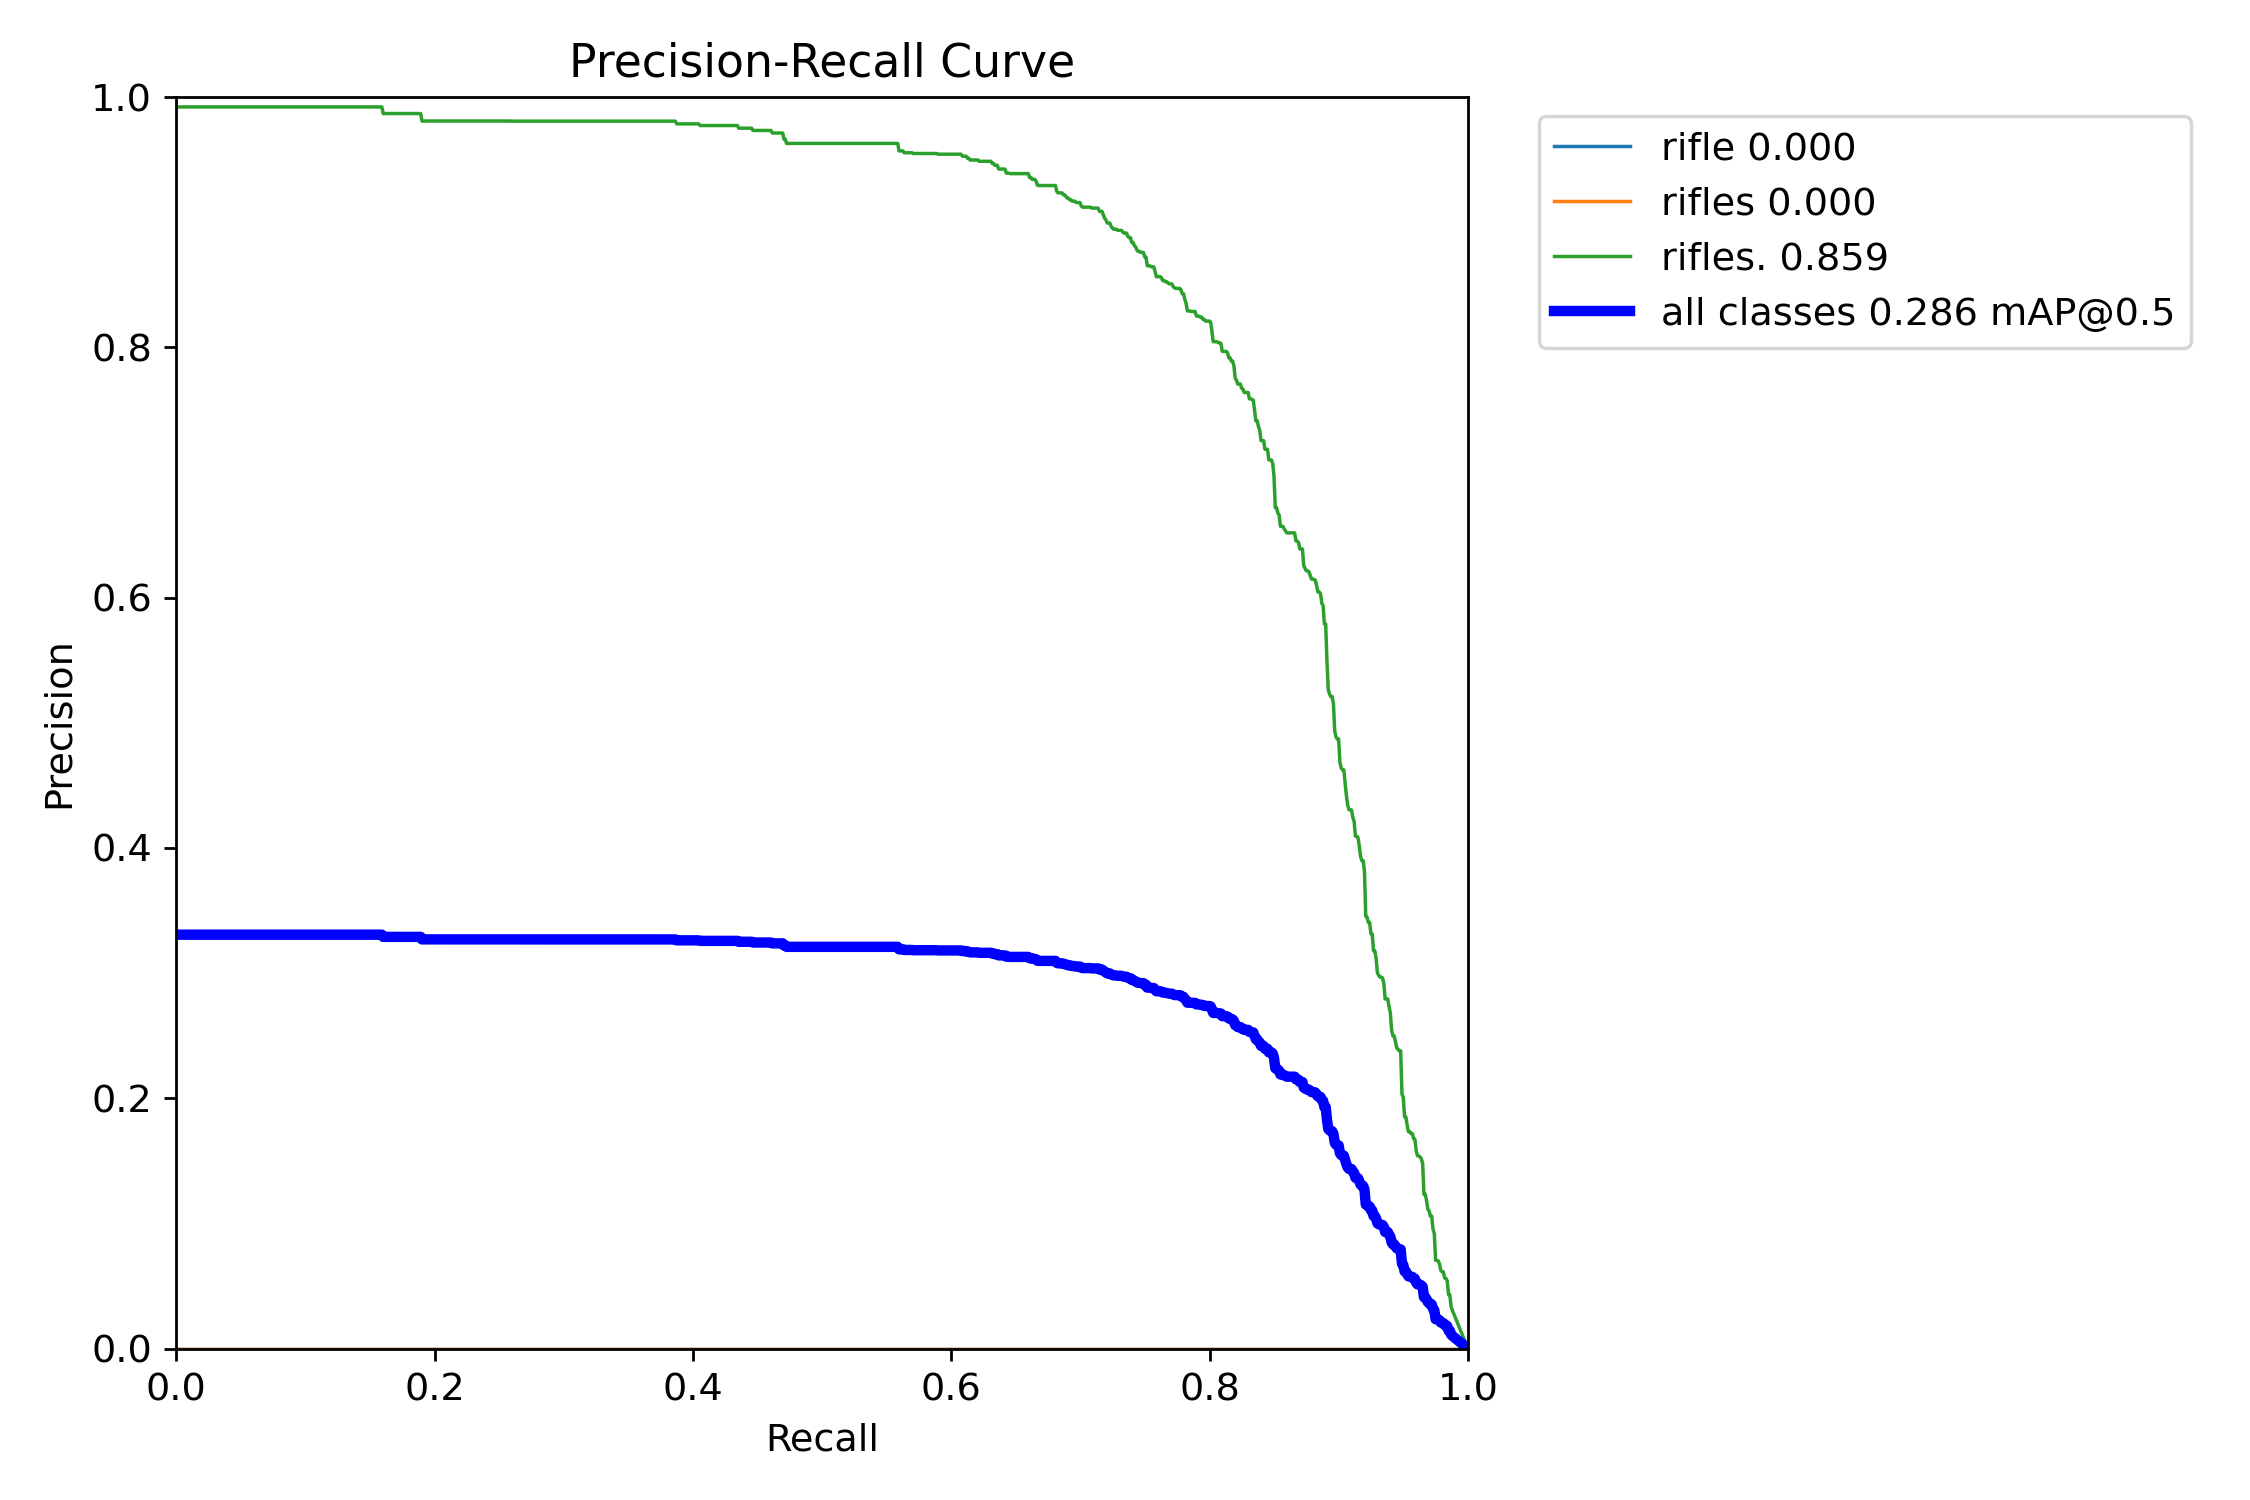 Precision-Recall Curve
1.0
0.8
0.6
0.4
0.2
0.0
Precision
0.0 0.2 0.4 0.6 0.8 1.0
Recall
rifle 0.000
rifles 0.000
rifles. 0.859
all classes 0.286 mAP@0.5